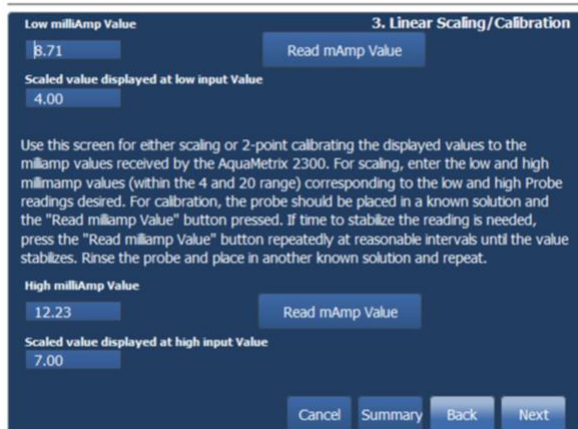 Low milliAmp Value
3. Linear Scaling/Calibration
8.71
Read mAmp Value
Scaled value displayed at low input Value
4.00
Use this screen for either scaling or 2-point calibrating the displayed values to the
miliamp values received by the AquaMetrix 2300. For scaling, enter the low and high
milimamp values (within the 4 and 20 range) corresponding to the low and high Probe
readings desired. For calibration, the probe should be placed in a known solution and
the "Read miliamp Value" button pressed. If time to stabilize the reading is needed,
press the "Read miliamp Value" button repeatedly at reasonable intervals until the value
stabilizes. Rinse the probe and place in another known solution and repeat.
High milliAmp Value
12.23
Read mAmp Value
Scaled value displayed at high input Value
7.00
Cancel Summary Back Next